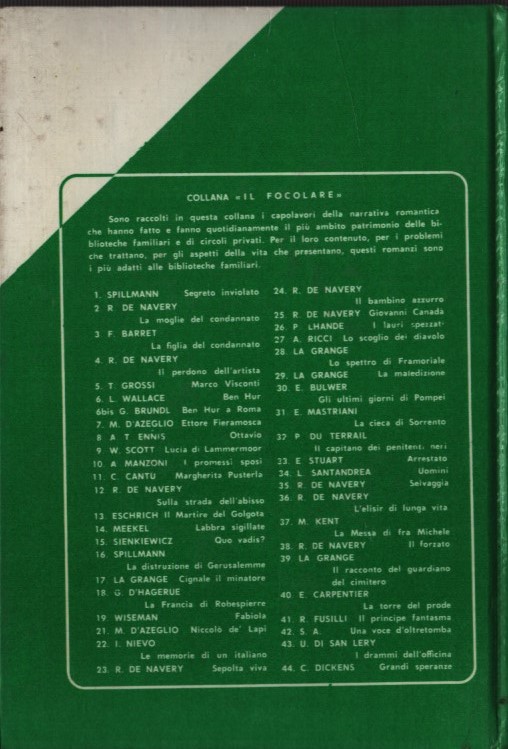 COLLANA «IL FOCOLARE»
Sono raccolti in questa collana i capolavori della narrativa romantica
che hanno fatto e fanno quotidianamente il più ambito patrimonio delle bi-
blioteche familiari e di circoli privati. Per il loro contenuto, per i problemi
che trattano, per gli aspetti della vita che presentano, questi romanzi sono
i più adatti alle biblioteche familiari.
1. SPILLMANN Segreto inviolato
2 R. DE NAVERY
La moglie del condannato
3 F. BARRET
La figlia del condannato
4. R. DE NAVERY
Il perdono dell'artista
5. T. GROSSI Marco Visconti
6. L. WALLACE Ben Hur
6bis G. BRUNDL Ben Hur a Roma
7. M. D'AZEGLIO Ettore Fieramosca
8 A T ENNIS Ottavio
9 W. SCOTT Lucia di Lammermoor
10 A MANZONI I promessi sposi
11 C. CANTU Margherita Pusterla
12 R. DE NAVERY
Sulla strada dell'abisso
13. ESCHRICH Il Martire del Golgota
14. MEEKEL Labbra sigillate
15. SIENKIEWICZ Quo vadis?
16. SPILLMANN
La distruzione di Gerusalemme
17 LA GRANGE Cignale il minatore
18. G. D'HAGERUE
La Francia di Robespierre
19 WISEMAN Fabiola
21. M. D'AZEGLIO Niccolò de' Lapi
22. I. NIEVO
Le memorie di un italiano
23. R. DE NAVERY Sepolta viva
24. R. DE NAVERY
Il bambino azzurro
25. R. DE NAVERY Giovanni Canada
26 P LHANDE I lauri spezzati
27 A. RICCI Lo scoglio del diavolo
28. LA GRANGE
Lo spettro di Framoriale
29. LA GRANGE La maledizione
30. E. BULWER
Gli ultimi giorni di Pompei
31 E. MASTRIANI
La cieca di Sorrento
32 P DU TERRAIL
Il capitano dei penitenti neri
23. E STUART Arrestato
34. L SANTANDREA Uomini
35. R. DE NAVERY Selvaggia
36. R. DE NAVERY
L'elisir di lunga vita
37. M. KENT
La Messa di fra Michele
38. R. DE NAVERY Il forzato
39 LA GRANGE
Il racconto del guardiano
del cimitero
40 E. CARPENTIER
La torre del prode
41. R. FUSILLI Il principe fantasma
42. S. A. Una voce d'oltretomba
43. U. DI SAN LERY
I drammi dell'officina
44. C. DICKENS Grandi speranze